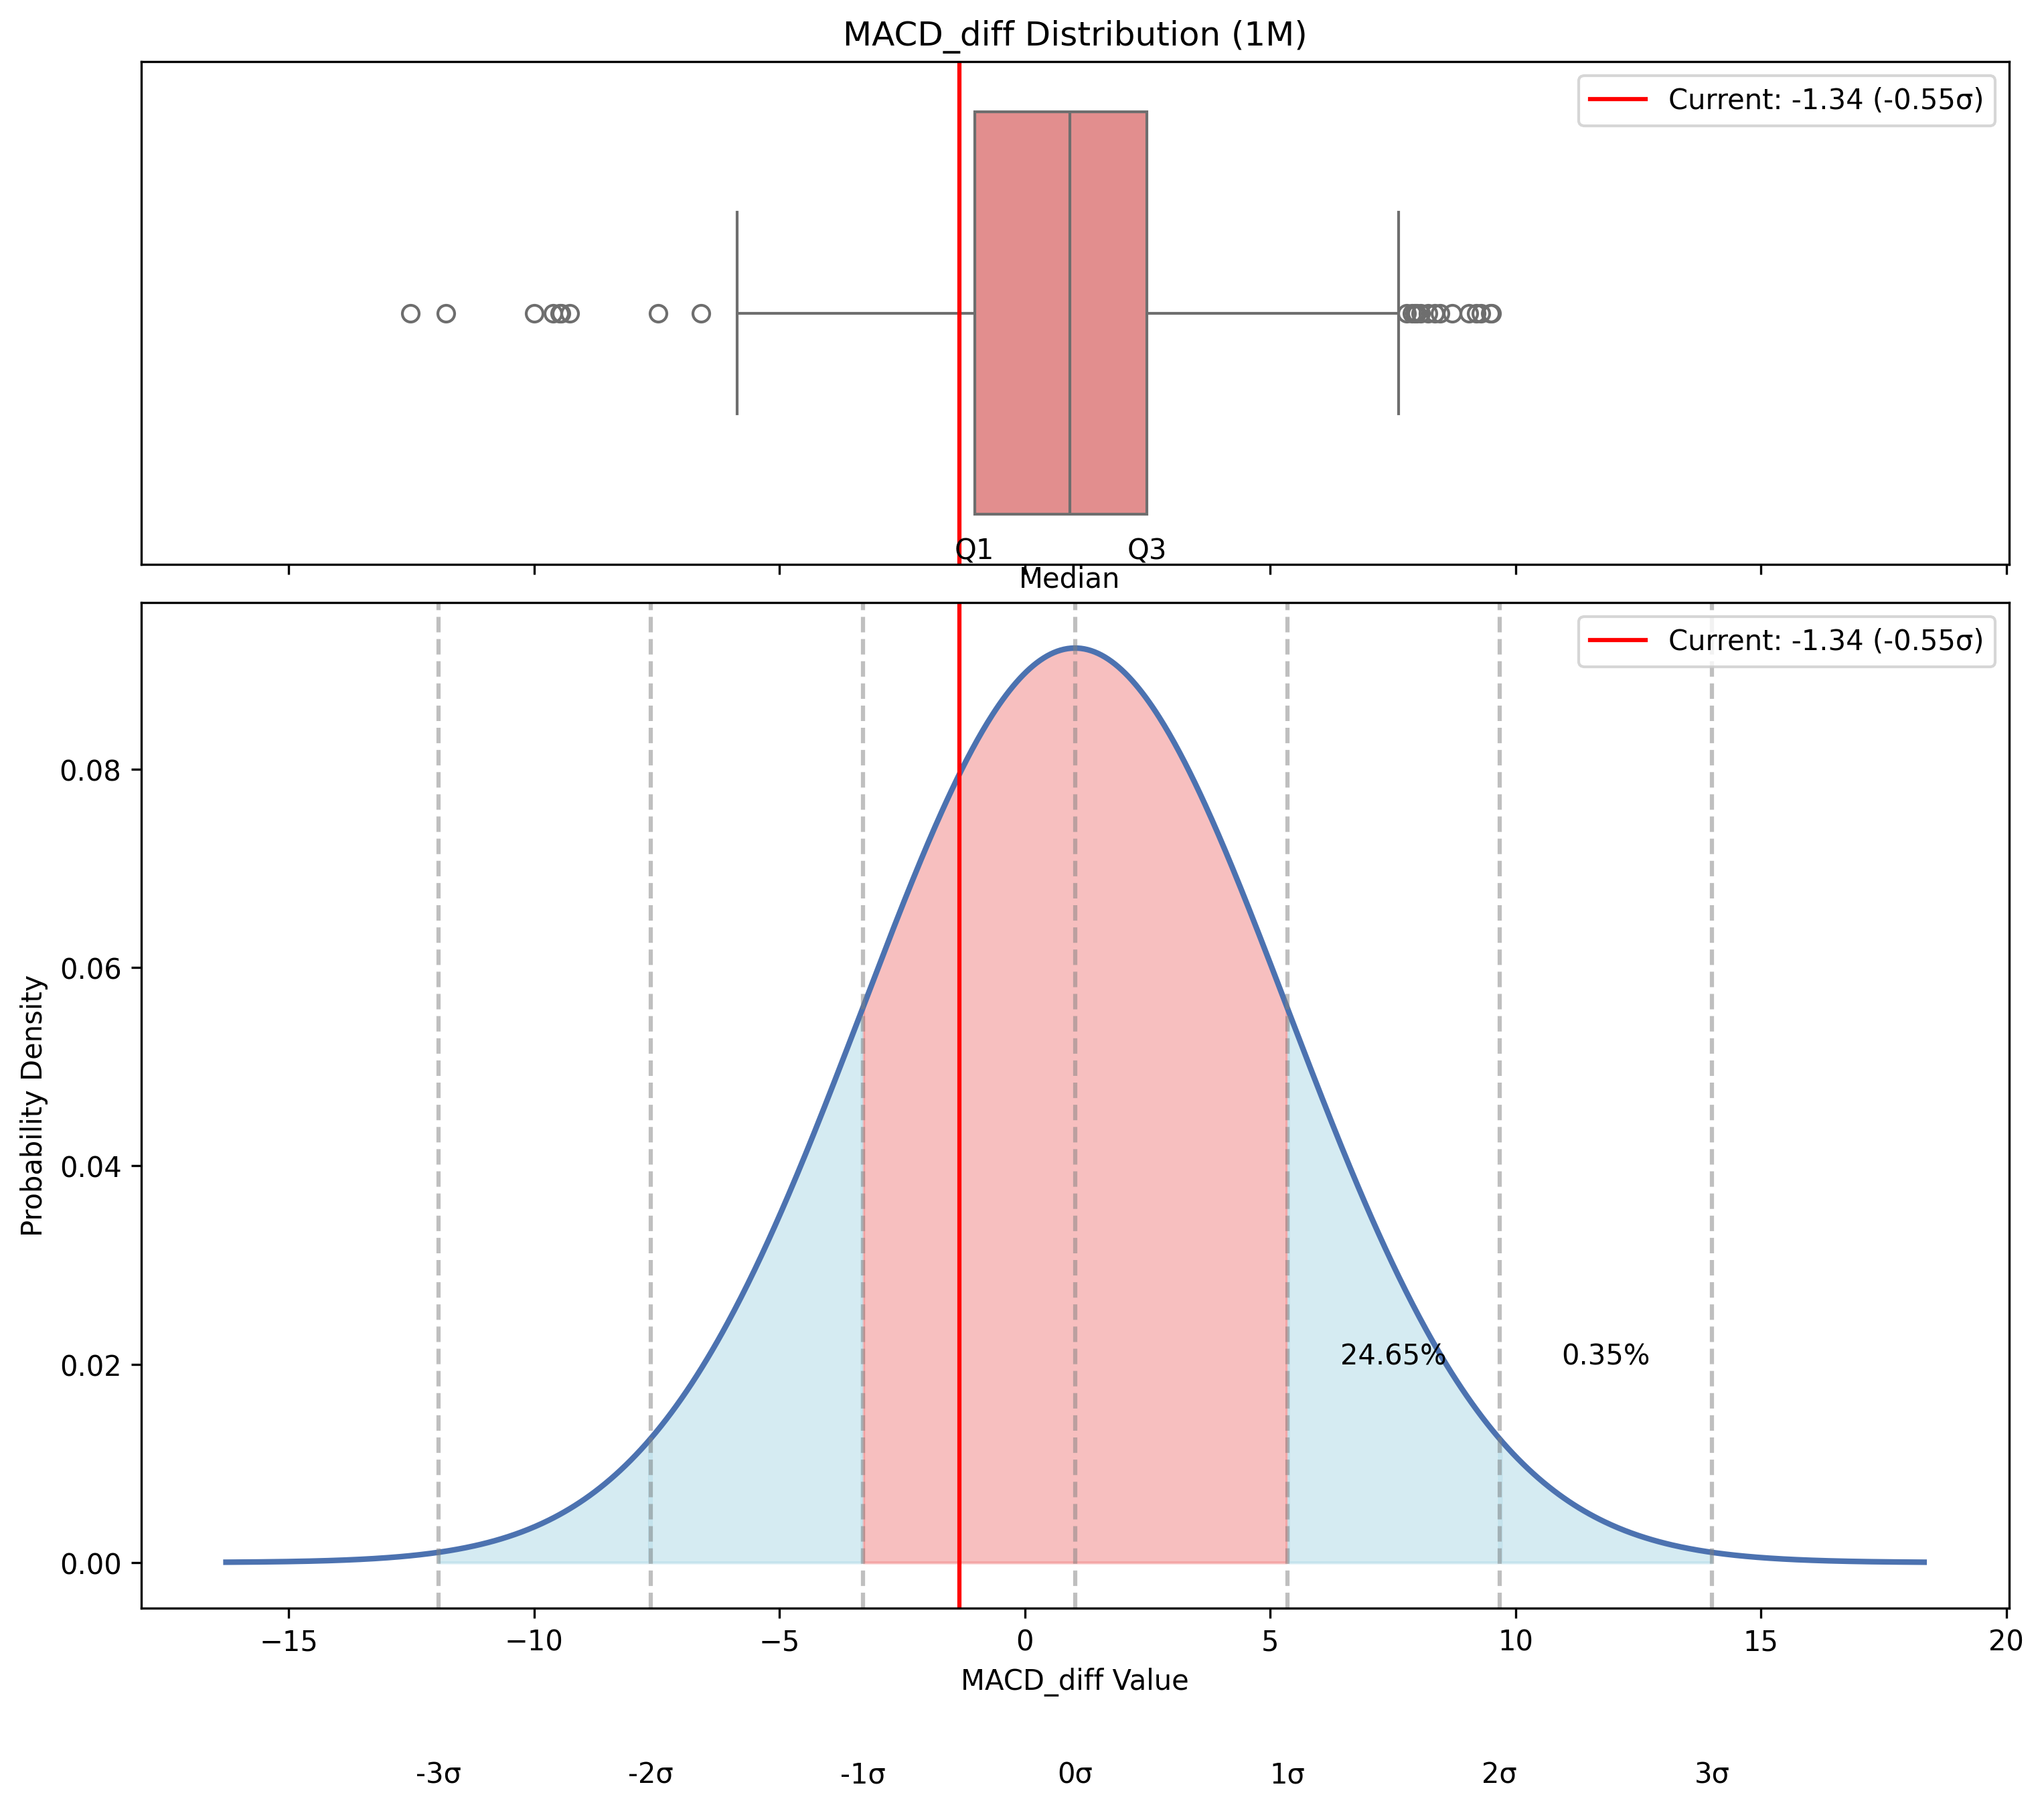 MACD_diff Distribution (1M)
Current: -1.34 (-0.55σ)
Q1
Q3
Median
Current: -1.34 (-0.55σ)
Probability Density
0.08
0.06
0.04
0.02
0.00
24.65%
0.35%
−15
−10
−5
0
5
10
15
20
MACD_diff Value
-3σ
-2σ
-1σ
0σ
1σ
2σ
3σ